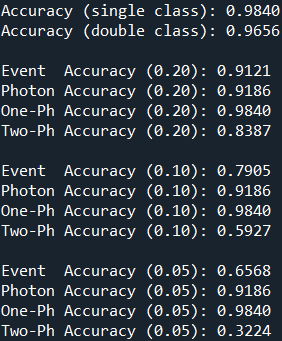 Accuracy (single class): 0.9840
Accuracy (double class): 0.9656

Event  Accuracy (0.20): 0.9121
Photon Accuracy (0.20): 0.9186
One-Ph Accuracy (0.20): 0.9840
Two-Ph Accuracy (0.20): 0.8387

Event  Accuracy (0.10): 0.7905
Photon Accuracy (0.10): 0.9186
One-Ph Accuracy (0.10): 0.9840
Two-Ph Accuracy (0.10): 0.5927

Event  Accuracy (0.05): 0.6568
Photon Accuracy (0.05): 0.9186
One-Ph Accuracy (0.05): 0.9840
Two-Ph Accuracy (0.05): 0.3224